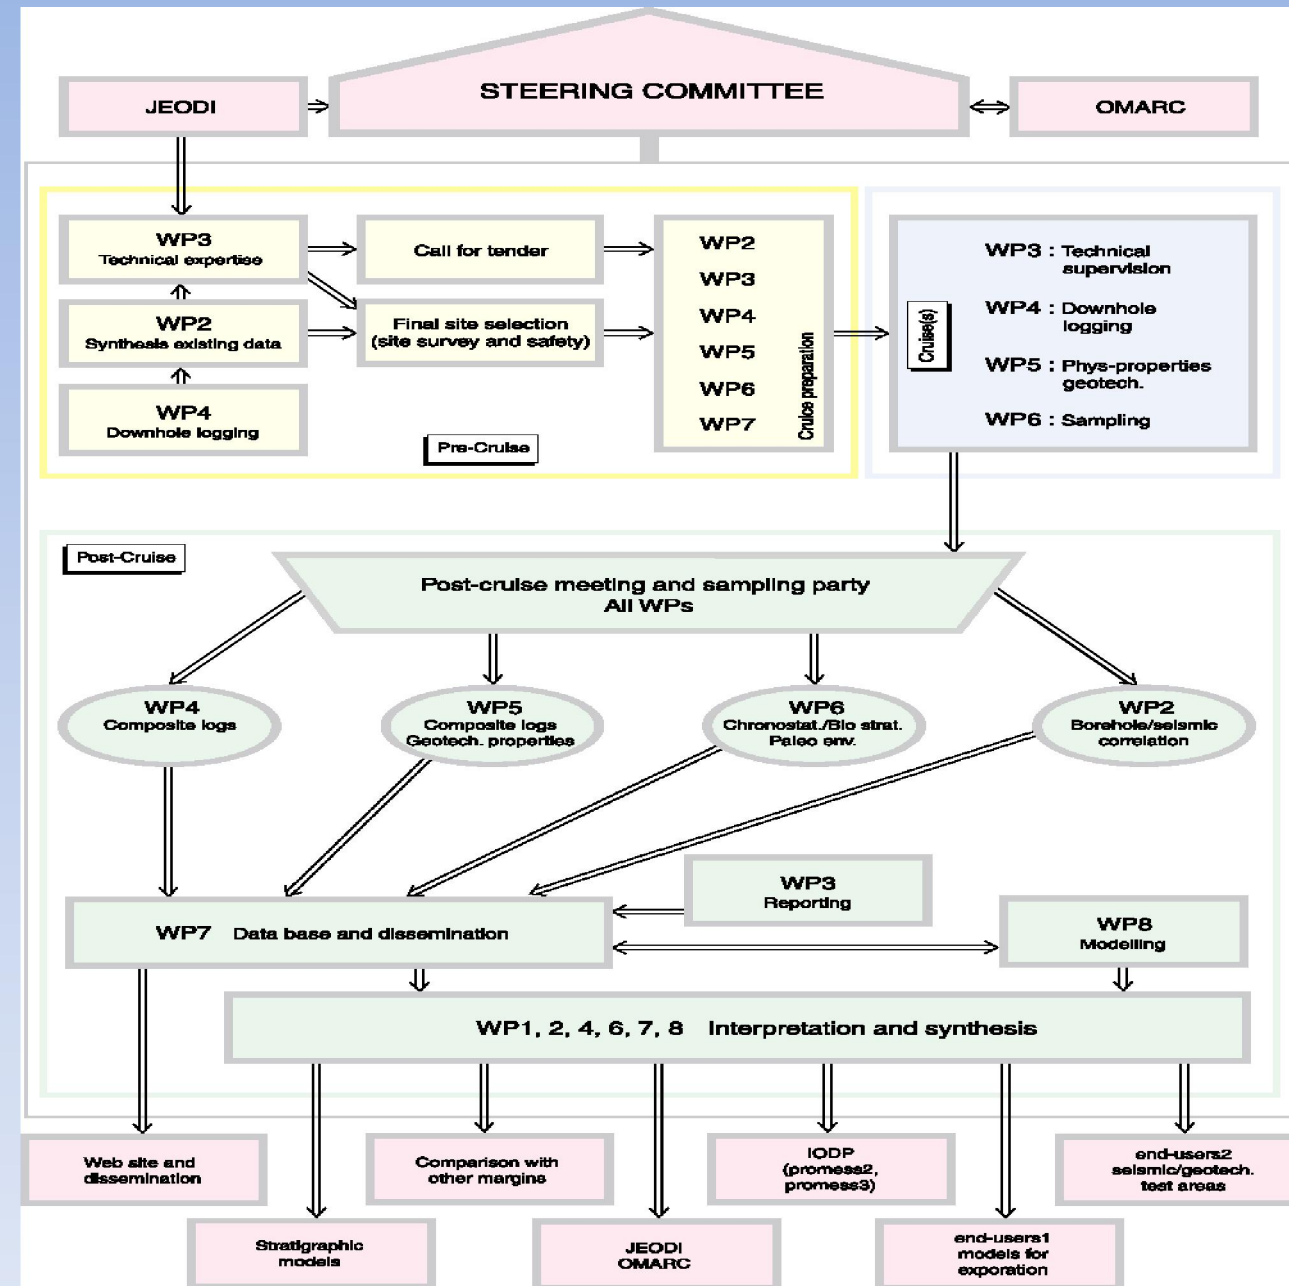 STEERING COMMITTEE
JEODI
OMARC
WP3
Technical expertise
Call for tender
WP2
Synthesis existing data
Final site selection
(site survey and safety)
WP4
Downhole logging
Pre-Cruise
WP2
WP3
WP4
WP5
WP6
WP7
Cruice preparation
Cruise(s)
WP3 : Technical
supervision
WP4 : Downhole
logging
WP5 : Phys-properties
geotech.
WP6 : Sampling
Post-Cruise
Post-cruise meeting and sampling party
All WPs
WP4
Composite logs
WP5
Composite logs
Geotech. properties
WP6
Chronostat./Bio strat.
Paleo env.
WP2
Borehole/seismic
correlation
WP3
Reporting
WP7 Data base and dissemination
WP8
Modelling
WP1, 2, 4, 6, 7, 8 Interpretation and synthesis
Web site and
dissemination
Comparison with
other margins
IODP
(promess2,
promess3)
end-users2
seismic/geotech.
test areas
Stratigraphic
models
JEODI
OMARC
end-users1
models for
exporation